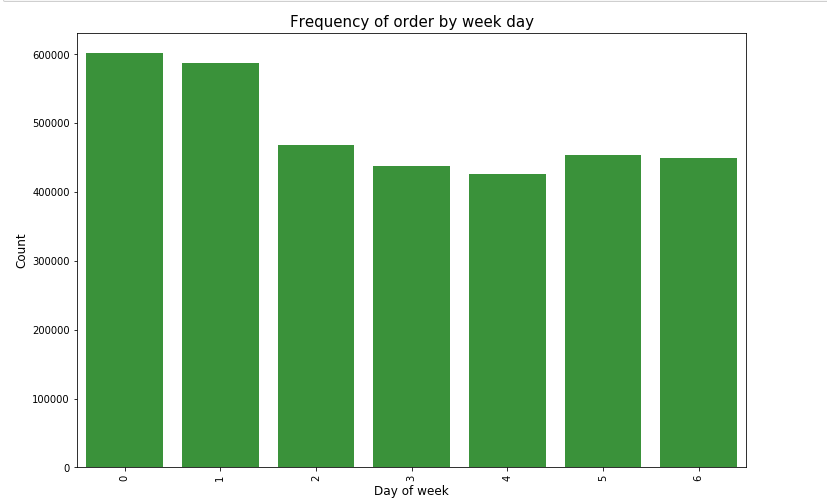 Frequency of order by week day
600000
500000
400000
300000
200000
100000
0
Count
0 1 2 3 4 5 6
Day of week